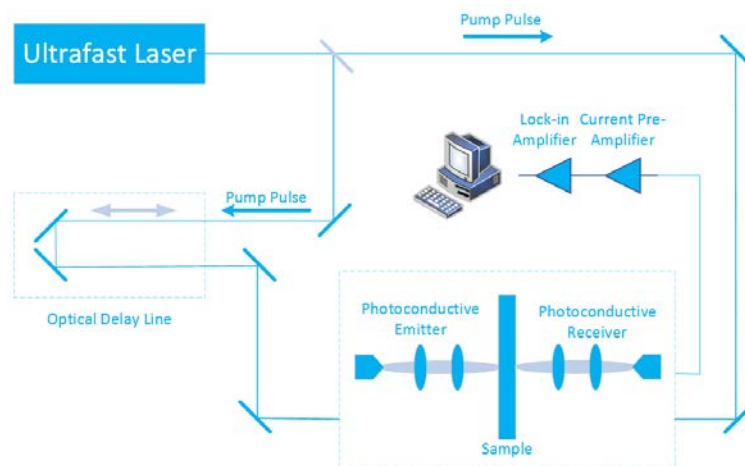 Pump Pulse
Ultrafast Laser
Lock-in
Amplifier
Current Pre-
Amplifier
Pump Pulse
Optical Delay Line
Photoconductive
Emitter
Photoconductive
Receiver
Sample